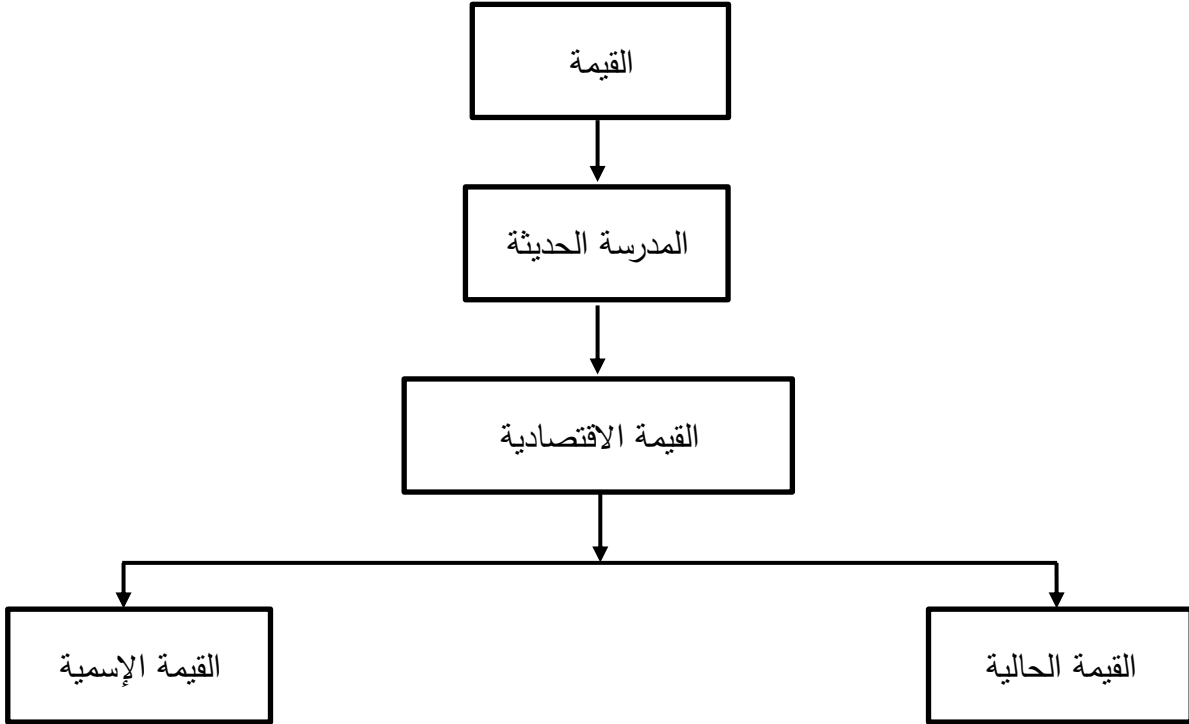 القيمة
المدرسة الحديثة
القيمة الاقتصادية
القيمة الحالية
القيمة الإسمية